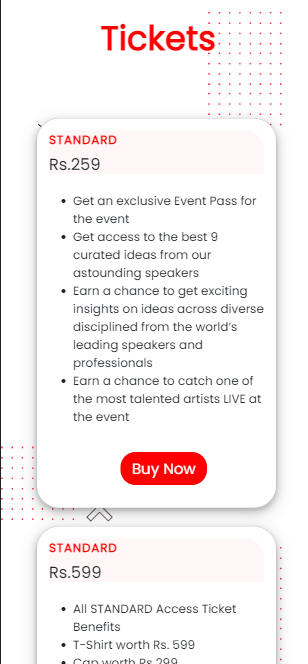 Tickets
STANDARD
Rs.259
• Get an exclusive Event Pass for
the event
• Get access to the best 9
curated ideas from our
astounding speakers
• Earn a chance to get exciting
insights on ideas across diverse
disciplined from the world’s
leading speakers and
professionals
• Earn a chance to catch one of
the most talented artists LIVE at
the event
Buy Now
STANDARD
Rs.599
• All STANDARD Access Ticket
Benefits
• T-Shirt worth Rs. 599
• Cap worth Rs.299